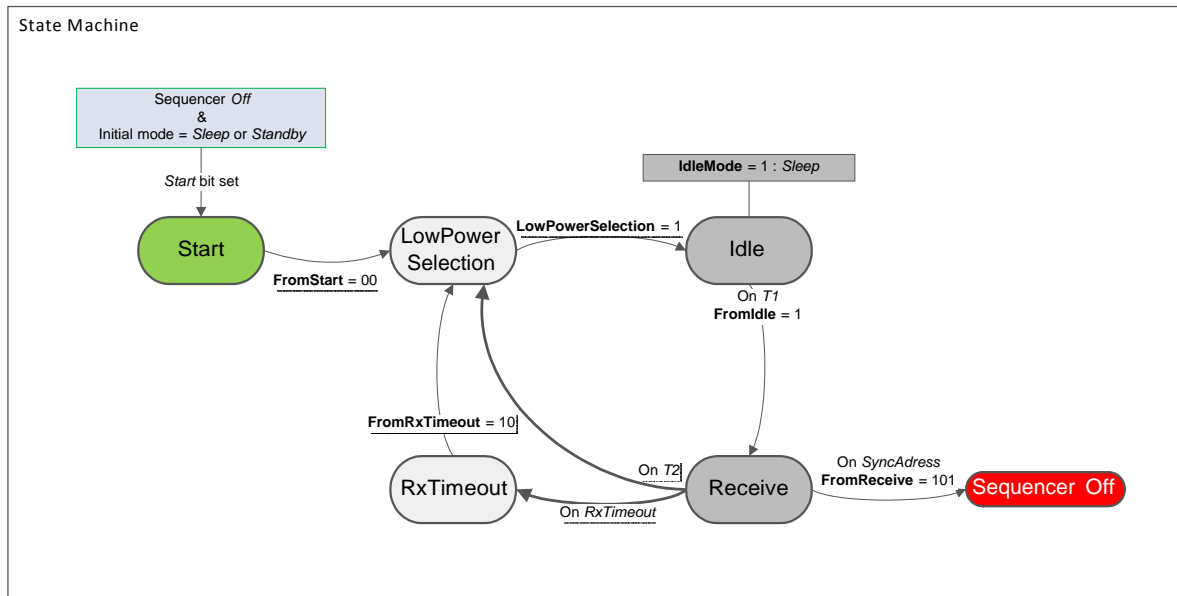 State Machine
Sequencer Off
&
Initial mode = Sleep or Standby
Start bit set
IdleMode = 1 : Sleep
Start
FromStart = 00
LowPower
Selection
LowPowerSelection = 1
Idle
On T1
FromIdle = 1
FromRxTimeout = 10
RxTimeout
On T2
On RxTimeout
Receive
On SyncAdress
FromReceive = 101
Sequencer Off